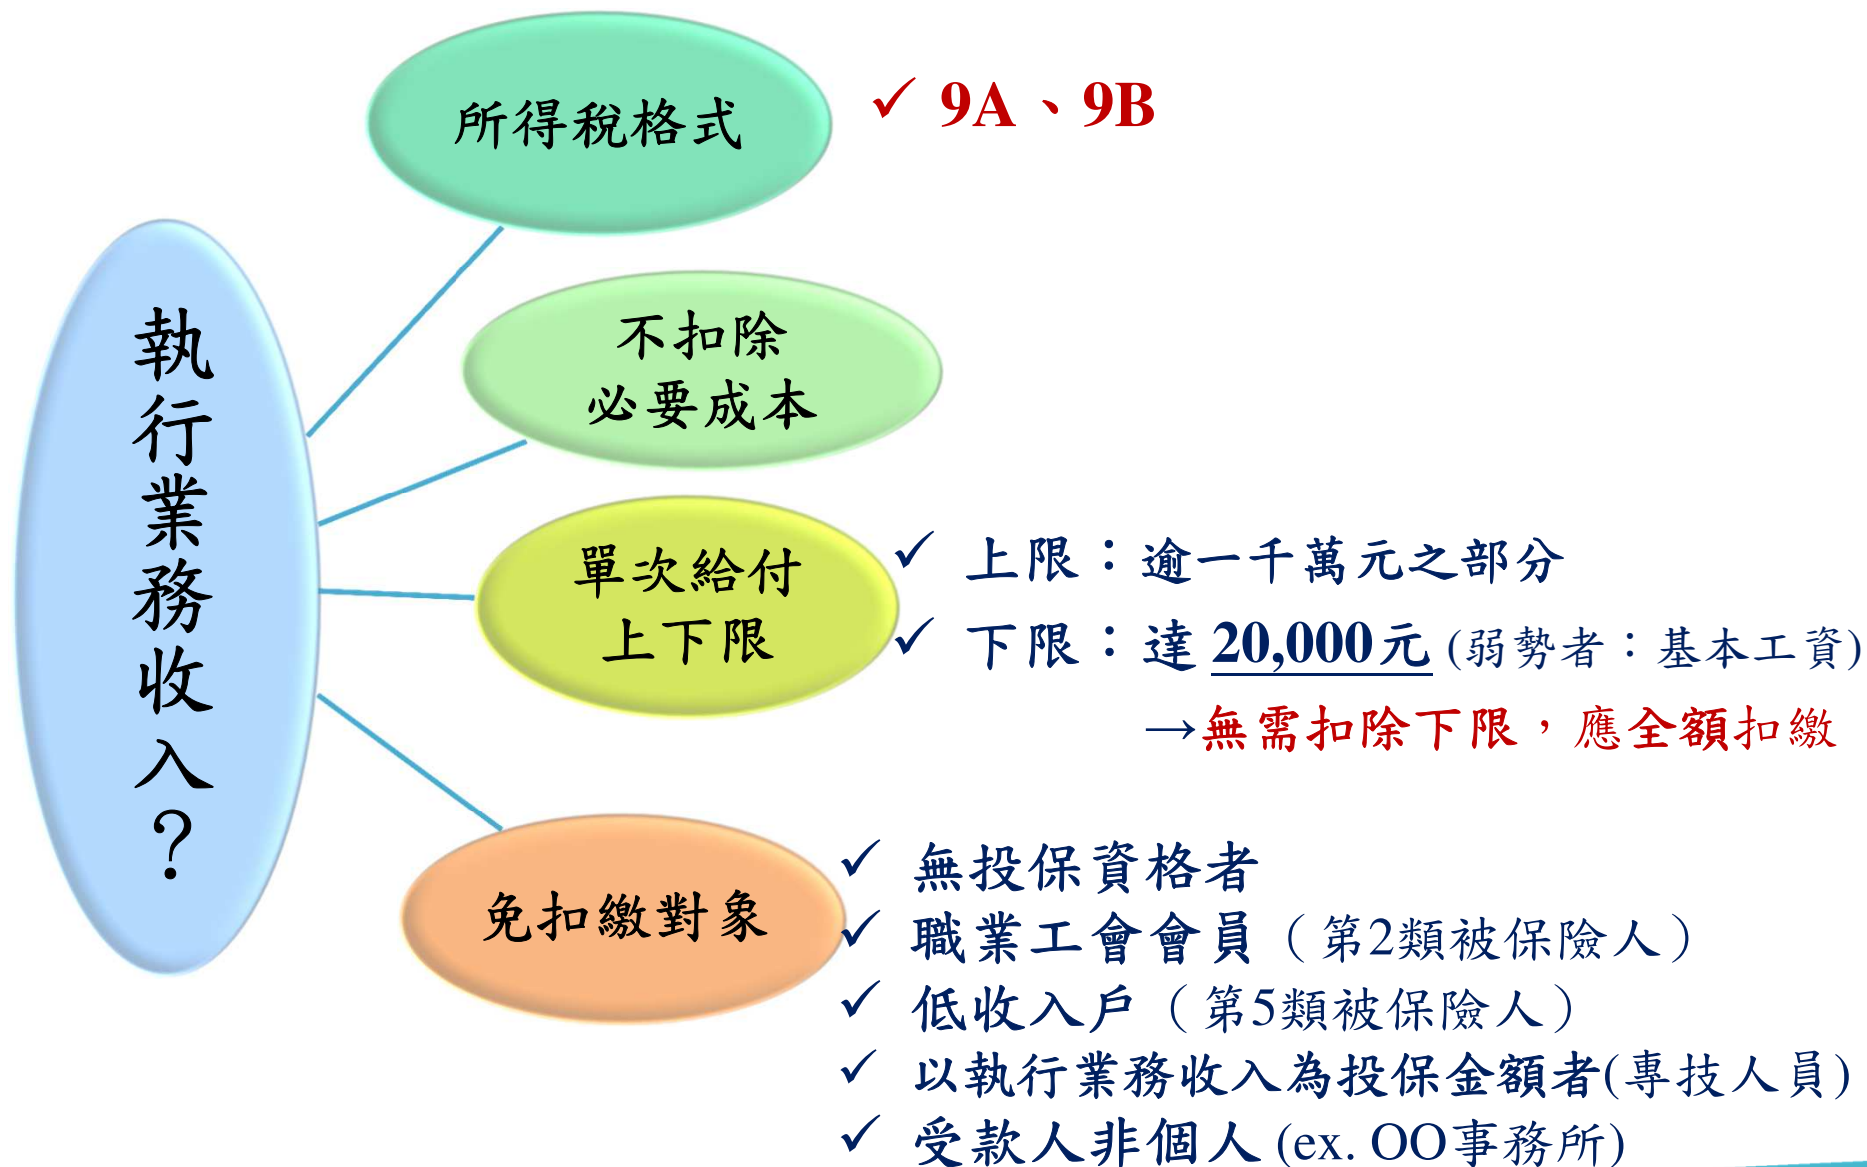 執行業務收入？
所得稅格式
✓ 9A、9B
不扣除
必要成本
單次給付
上下限
✓ 上限：逾一千萬元之部分
✓ 下限：達 20,000元 (弱勢者：基本工資)
→無需扣除下限，應全額扣繳
免扣繳對象
✓ 無投保資格者
✓ 職業工會會員（第2類被保險人）
✓ 低收入戶（第5類被保險人）
✓ 以執行業務收入為投保金額者(專技人員)
✓ 受款人非個人 (ex. OO事務所)